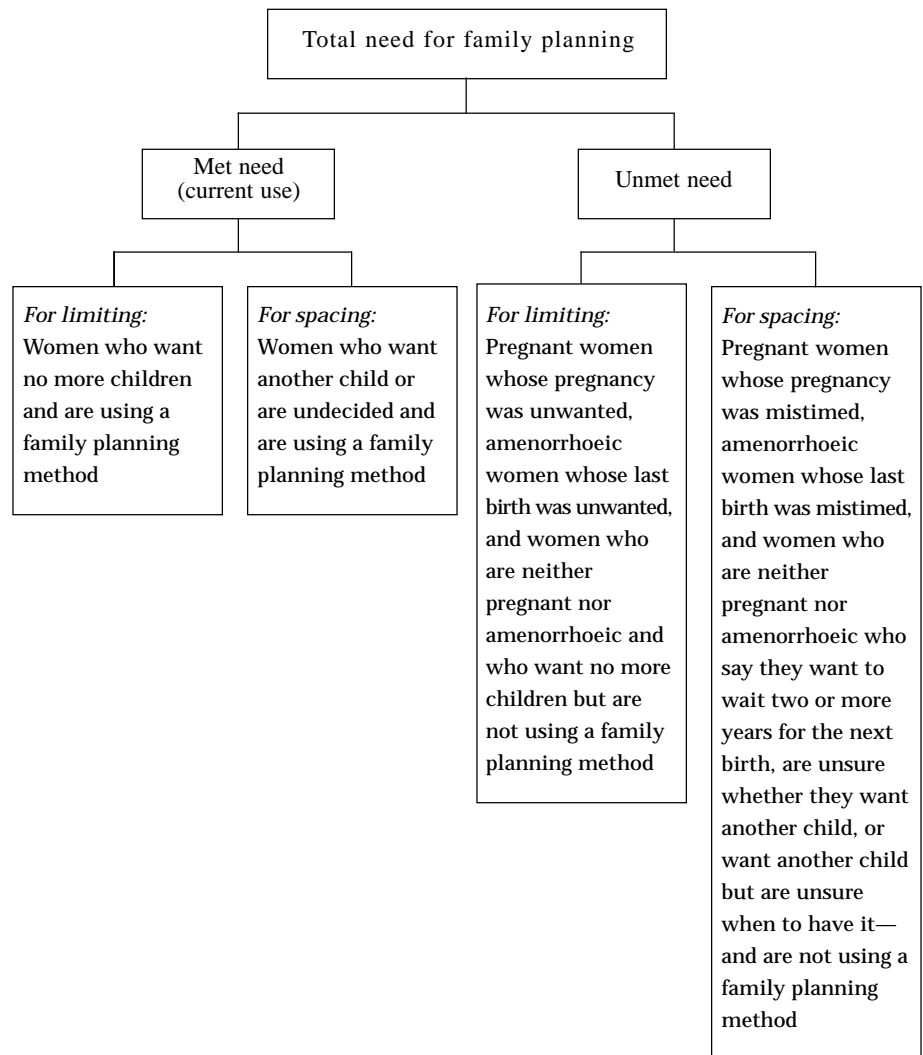 Total need for family planning
Met need
(current use)
Unmet need
For limiting:
Women who want
no more children
and are using a
family planning
method
For spacing:
Women who want
another child or
are undecided and
are using a family
planning method
For limiting:
Pregnant women
whose pregnancy
was unwanted,
amenorrhoeic
women whose last
birth was unwanted,
and women who
are neither
pregnant nor
amenorrhoeic and
who want no more
children but are
not using a family
planning method
For spacing:
Pregnant women
whose pregnancy
was mistimed,
amenorrhoeic
women whose last
birth was mistimed,
and women who
are neither
pregnant nor
amenorrhoeic who
say they want to
wait two or more
years for the next
birth, are unsure
whether they want
another child, or
want another child
but are unsure
when to have it—
and are not using a
family planning
method